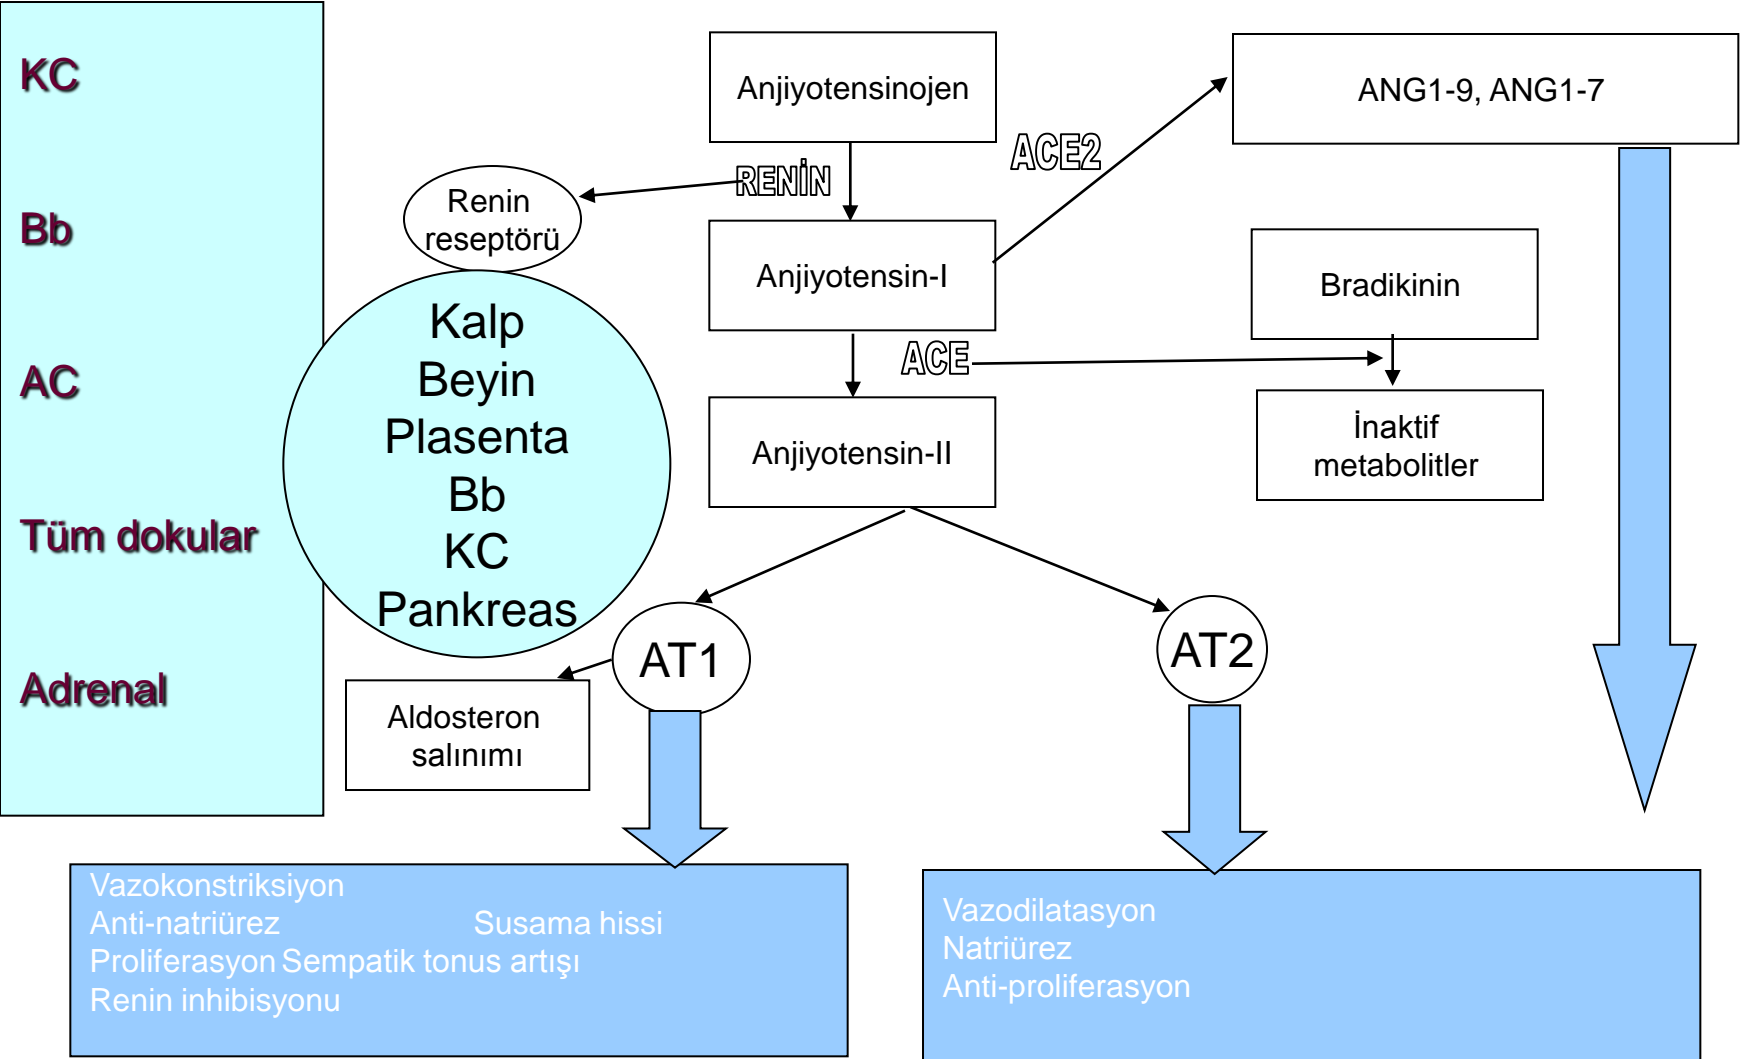 KC
Bb
AC
Tüm dokular
Adrenal
Anjiyotensinojen
ANG1-9, ANG1-7
ACE2
RENİN
Renin
reseptörü
Anjiyotensin-I
Bradikinin
ACE
Kalp
Beyin
Plasenta
Bb
KC
Pankreas
Anjiyotensin-II
İnaktif
metabolitler
AT1
AT2
Aldosteron
salınımı
Vazokonstriksiyon
Anti-natriürez Susama hissi
Proliferasyon Sempatik tonus artışı
Renin inhibisyonu
Vazodilatasyon
Natriürez
Anti-proliferasyon